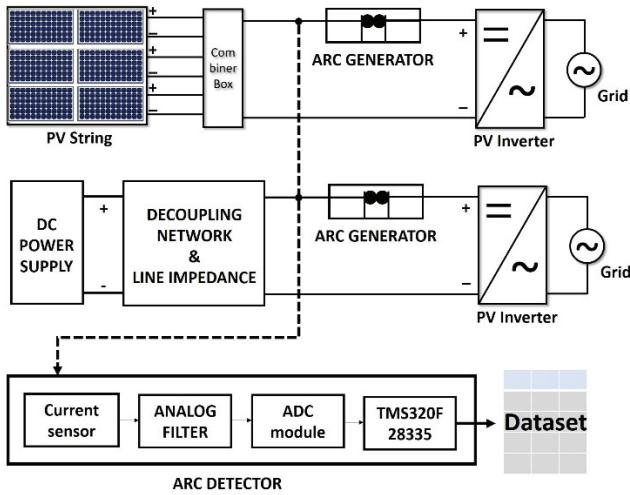 +
−
+
−
+
−
PV String
Com
biner
Box
ARC GENERATOR
+
−
PV Inverter
Grid
DC
POWER
SUPPLY
+
-
DECOUPLING
NETWORK
&
LINE IMPEDANCE
ARC GENERATOR
+
−
PV Inverter
Grid
Current
sensor
ANALOG
FILTER
ADC
module
TMS320F
28335
Dataset
ARC DETECTOR